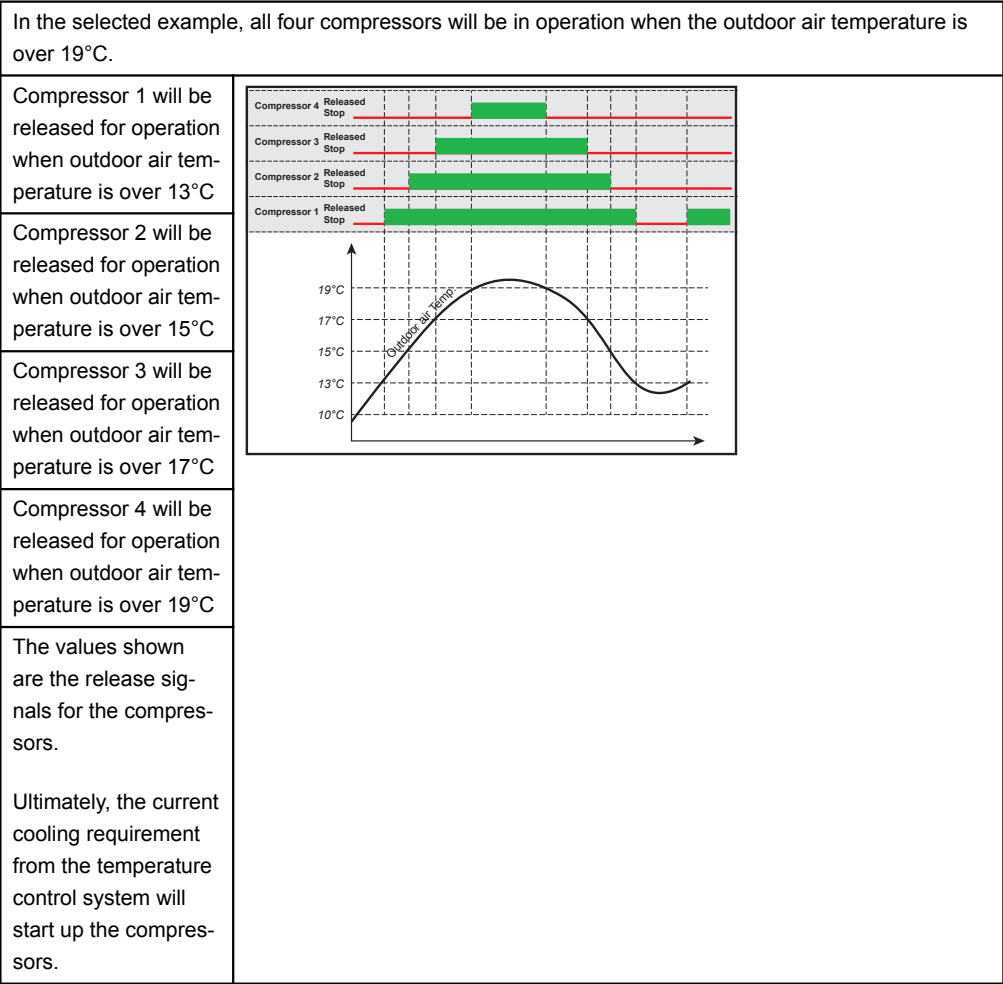 In the selected example, all four compressors will be in operation when the outdoor air temperature is
over 19°C.
Compressor 1 will be
released for operation
when outdoor air tem-
perature is over 13°C
Compressor 2 will be
released for operation
when outdoor air tem-
perature is over 15°C
Compressor 3 will be
released for operation
when outdoor air tem-
perature is over 17°C
Compressor 4 will be
released for operation
when outdoor air tem-
perature is over 19°C
The values shown
are the release sig-
nals for the compres-
sors.
Ultimately, the current
cooling requirement
from the temperature
control system will
start up the compres-
sors.
Compressor 4 Released
Stop
Compressor 3 Released
Stop
Compressor 2 Released
Stop
Compressor 1 Released
Stop
19°C
17°C
15°C
13°C
10°C
Outdoor air Temp.